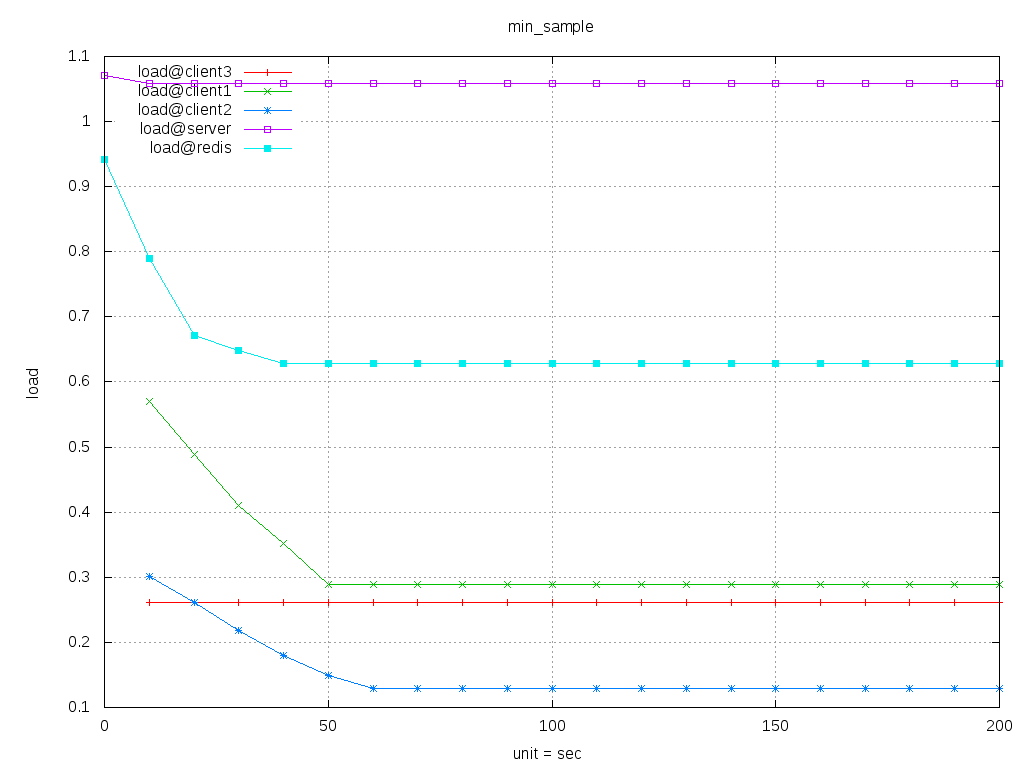 min_sample
1.1
1
0.9
0.8
0.7
0.6
0.5
0.4
0.3
0.2
0.1
load
load@client3
load@client1
load@client2
load@server
load@redis
0 50 100 150 200
unit = sec